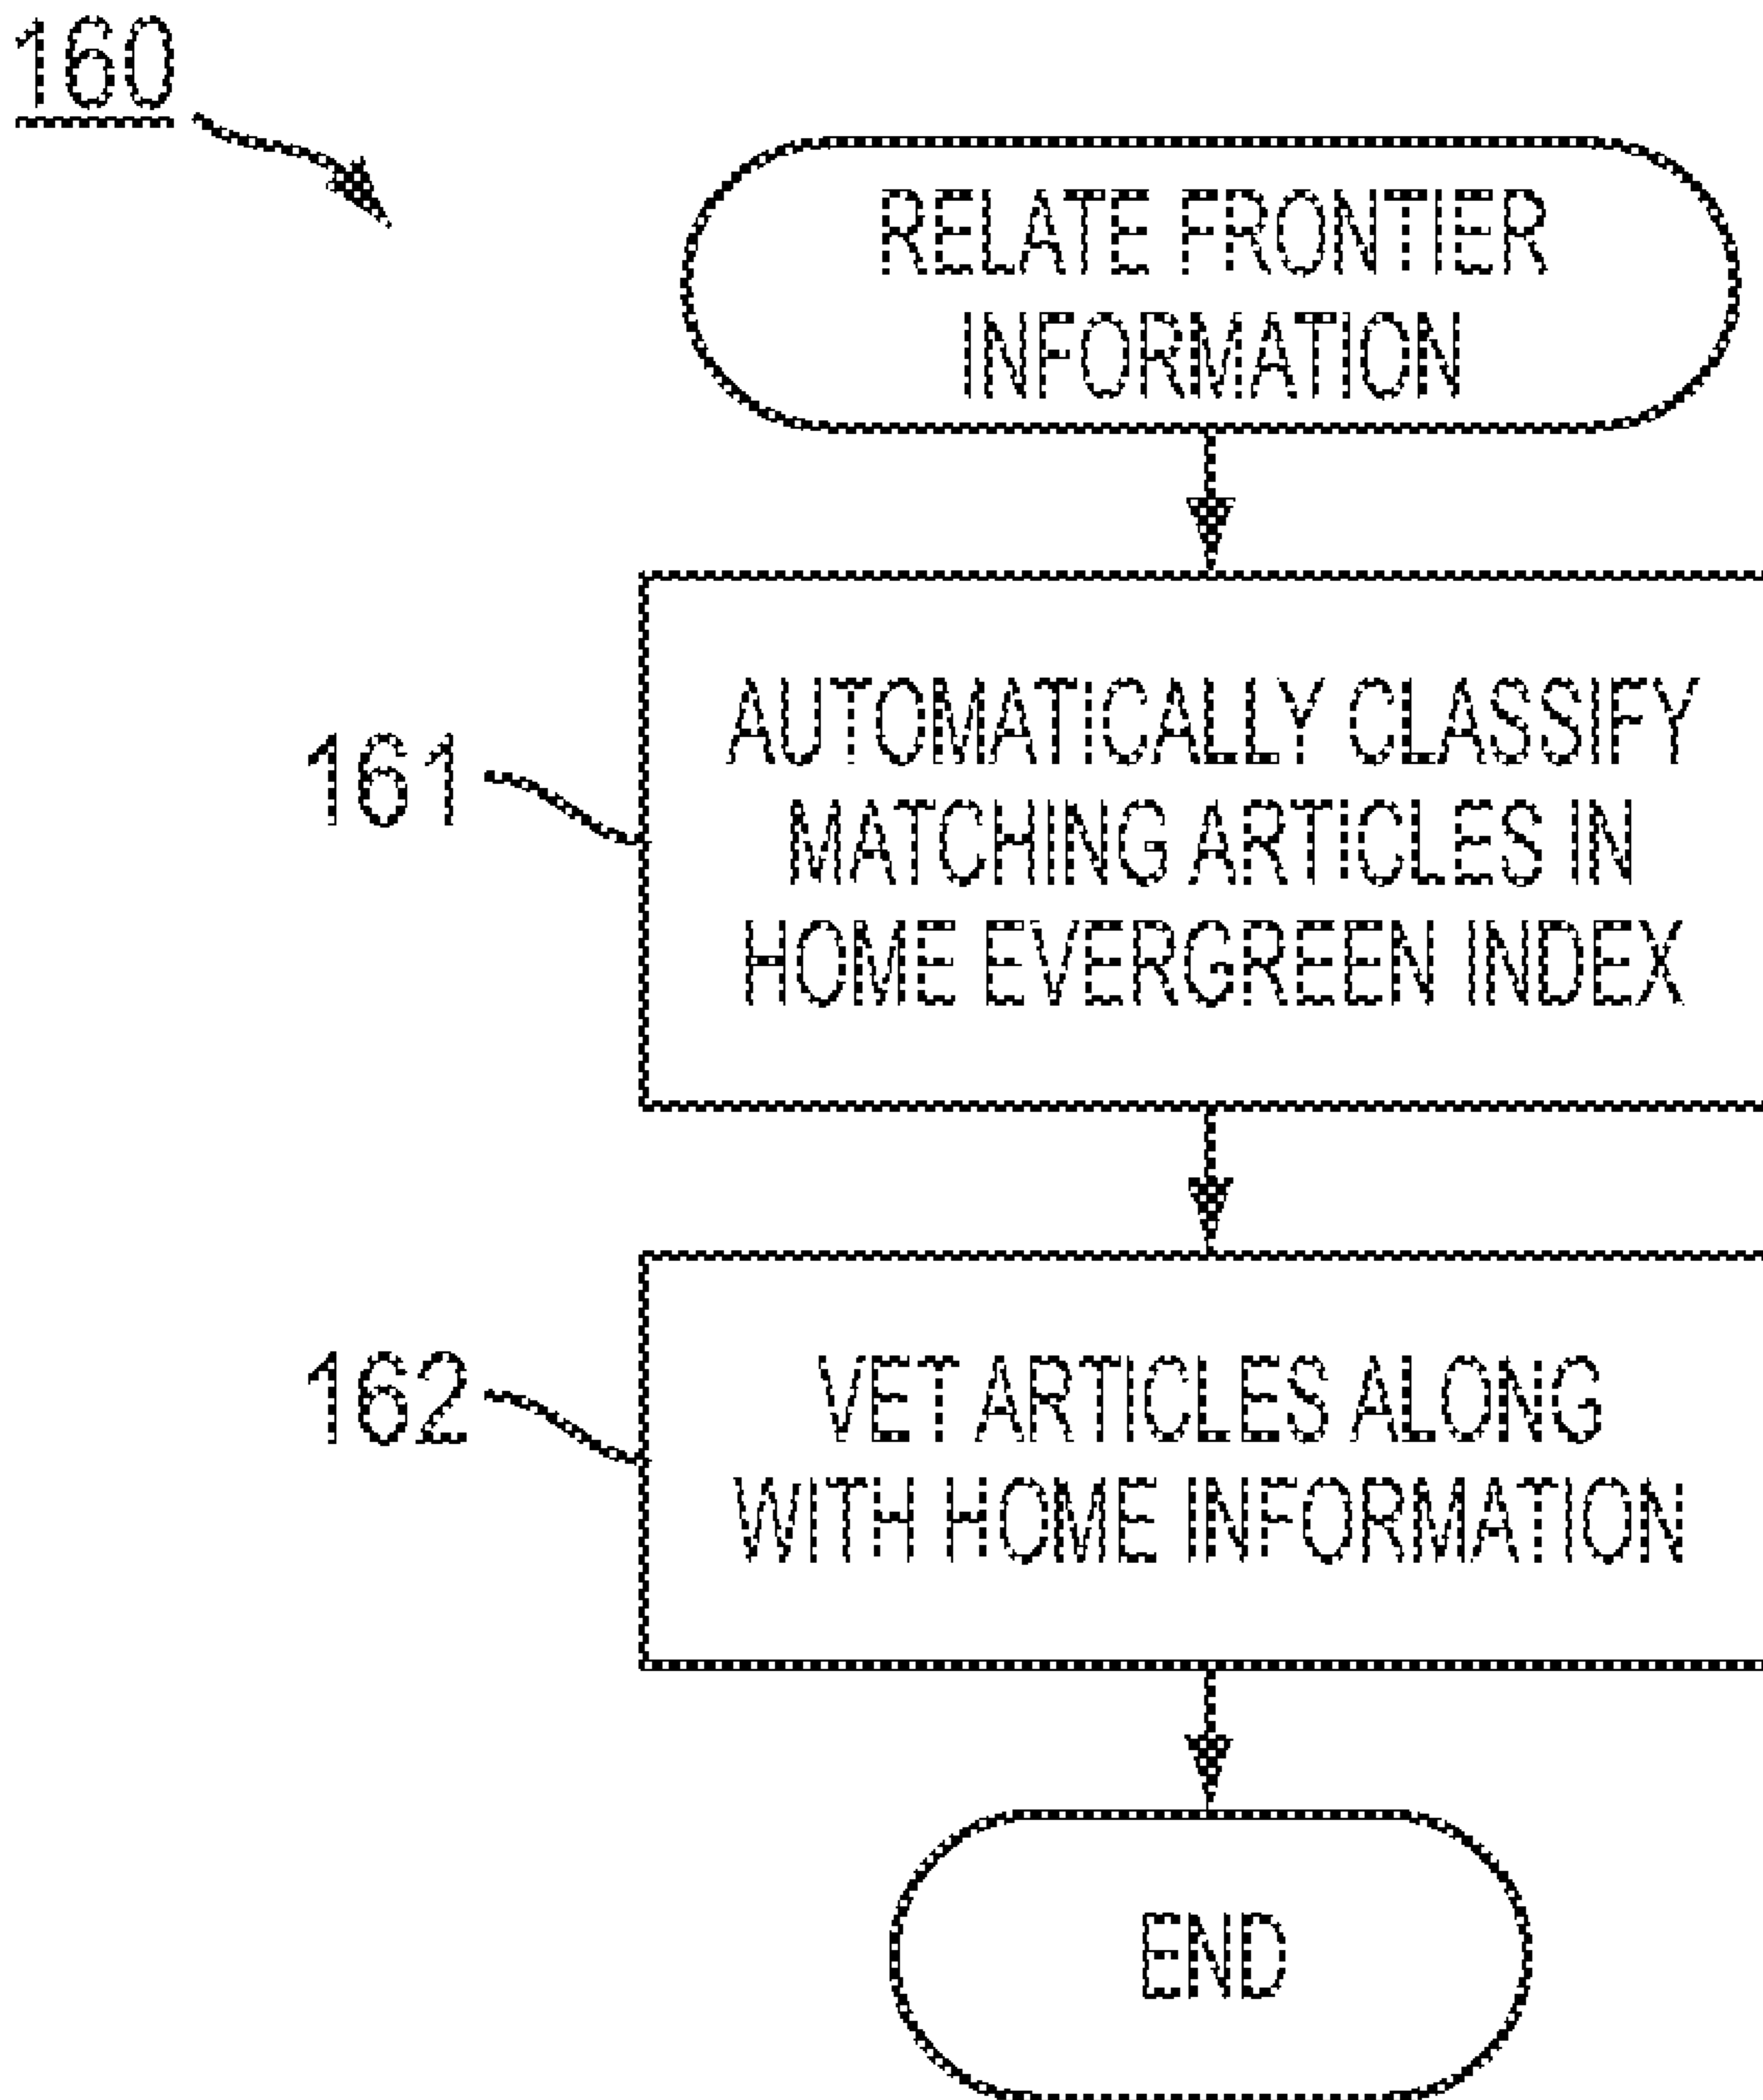 160
RELATE FRONTIER
INFORMATION
161
AUTOMATICALLY CLASSIFY
MATCHING ARTICLES IN
HOME EVERGREEN INDEX
162
VET ARTICLES ALONG
WITH HOME INFORMATION
END